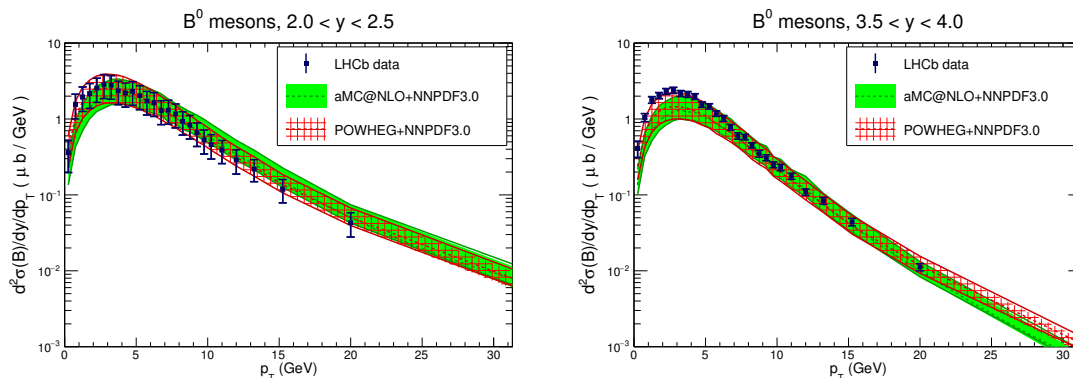 B⁰ mesons, 2.0 < y < 2.5
d²σ(B)/dy/dp_T ( μ b / GeV )
10
1
10⁻¹
10⁻²
10⁻³
LHCb data
aMC@NLO+NNPDF3.0
POWHEG+NNPDF3.0
0 5 10 15 20 25 30
p_T (GeV)
B⁰ mesons, 3.5 < y < 4.0
d²σ(B)/dy/dp_T ( μ b / GeV )
10
1
10⁻¹
10⁻²
10⁻³
LHCb data
aMC@NLO+NNPDF3.0
POWHEG+NNPDF3.0
0 5 10 15 20 25 30
p_T (GeV)